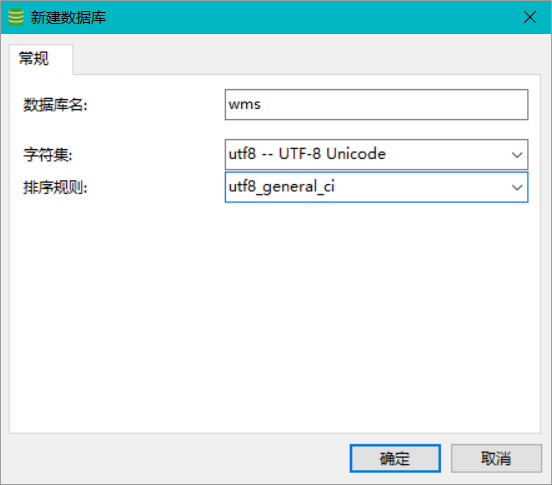 新建数据库
常规
数据库名: wms
字符集: utf8 -- UTF-8 Unicode
排序规则: utf8_general_ci
确定 取消